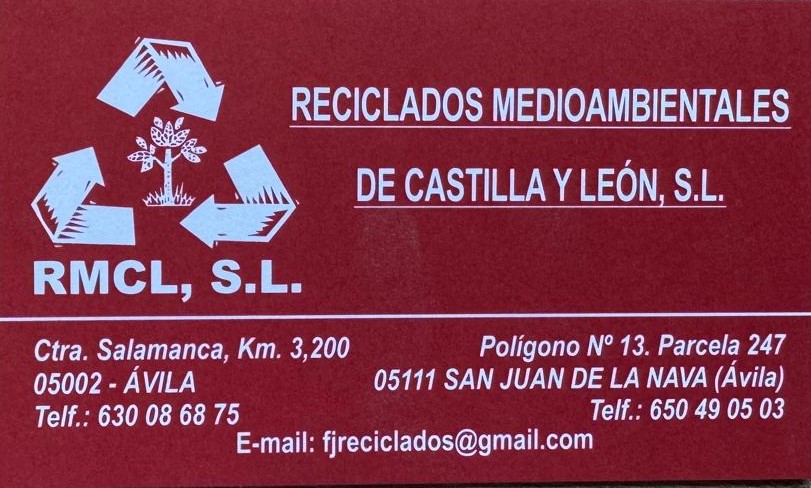 RECICLADOS MEDIOAMBIENTALES
DE CASTILLA Y LEÓN, S.L.
RMCL, S.L.
Ctra. Salamanca, Km. 3,200
05002 - ÁVILA
Telf.: 630 08 68 75
Polígono Nº 13. Parcela 247
05111 SAN JUAN DE LA NAVA (Ávila)
Telf.: 650 49 05 03
E-mail: fjreciclados@gmail.com